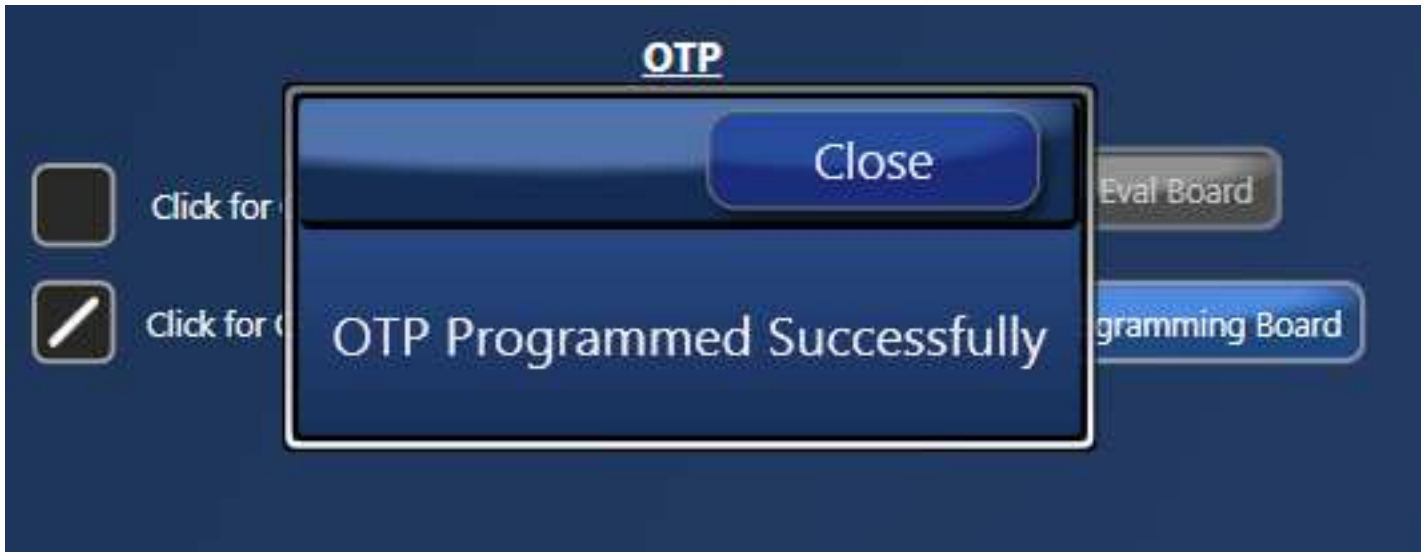 OTP
Close
Click for
Eval Board
Click for
gramming Board
OTP Programmed Successfully